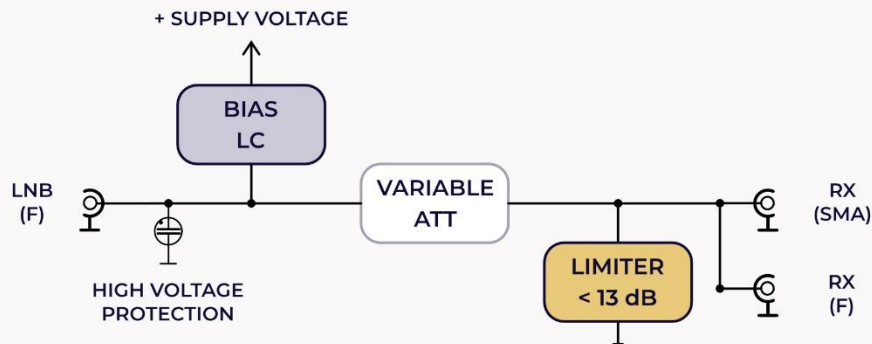 + SUPPLY VOLTAGE
BIAS
LC
LNB
(F)
VARIABLE
ATT
RX
(SMA)
HIGH VOLTAGE
PROTECTION
LIMITER
< 13 dB
RX
(F)